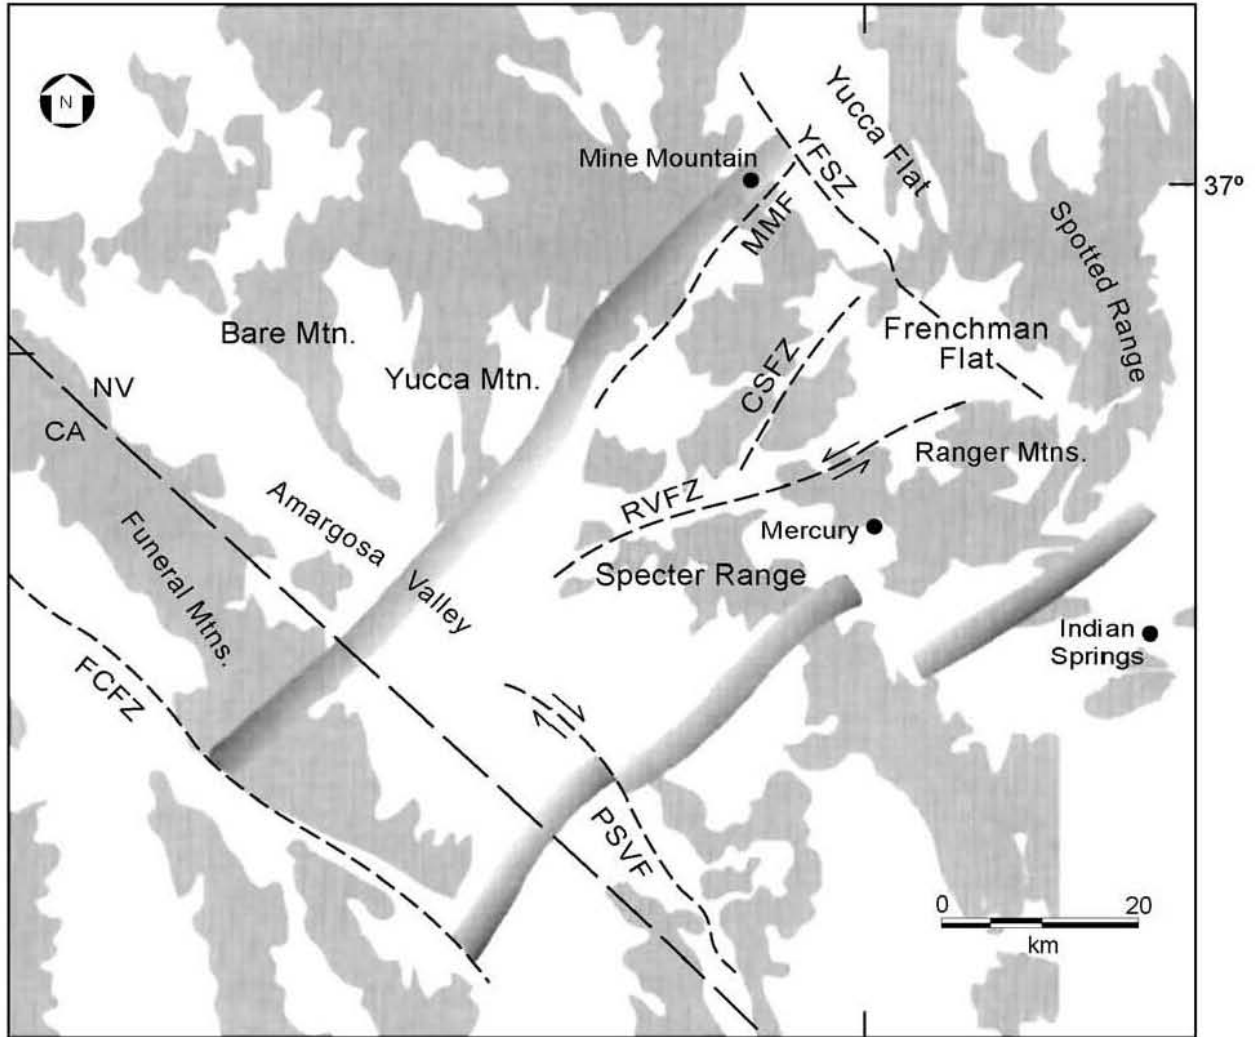 N
Yucca Flat
Mine Mountain
YFSZ
37º
MMF
Spotted Range
Bare Mtn.
Yucca Mtn.
Frenchman
Flat
CSFZ
NV
CA
Ranger Mtns.
RVFZ
Amargosa
Valley
Mercury
Funeral Mtns.
Specter Range
Indian
Springs
FCFZ
PSVF
0 20
km